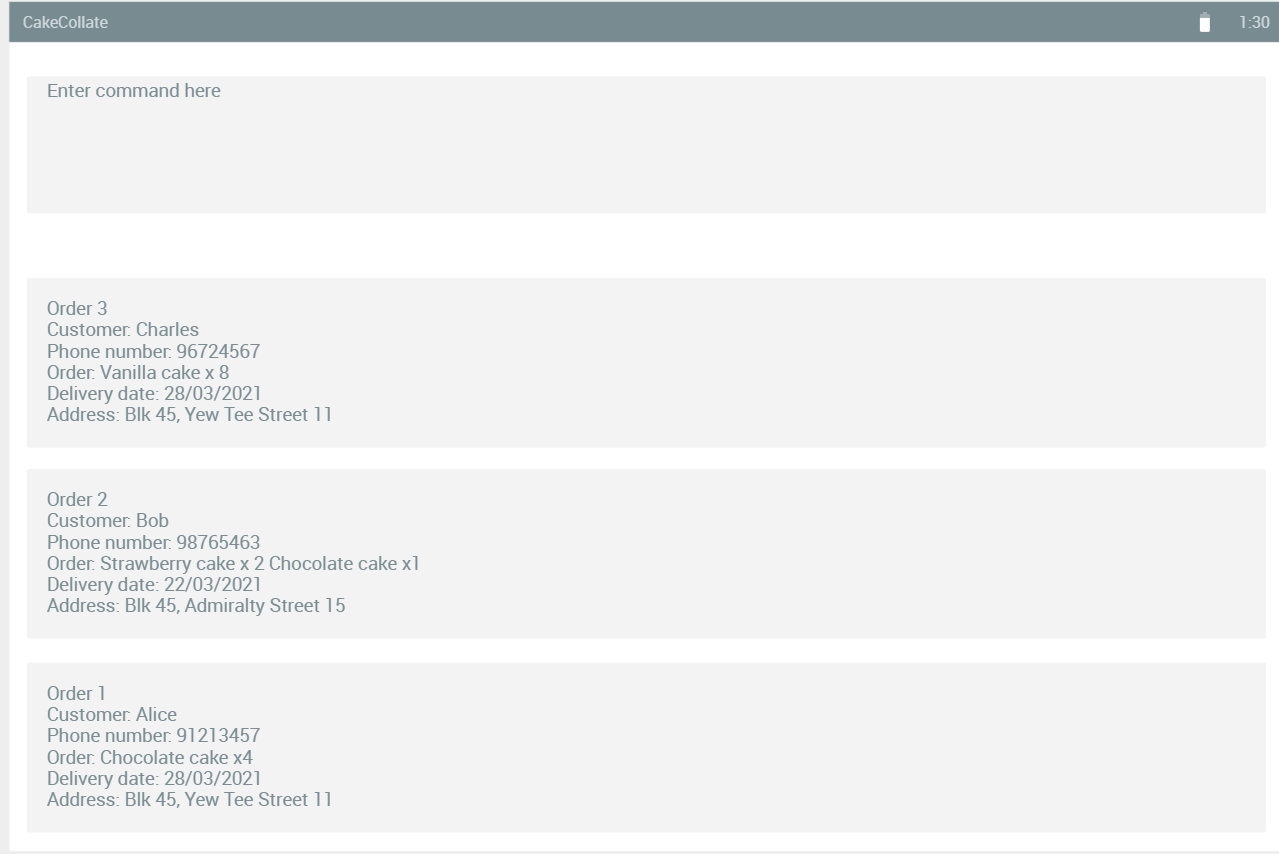 CakeCollate
1:30
Enter command here
Order 3
Customer: Charles
Phone number: 96724567
Order: Vanilla cake x 8
Delivery date: 28/03/2021
Address: Blk 45, Yew Tee Street 11
Order 2
Customer: Bob
Phone number: 98765463
Order: Strawberry cake x 2 Chocolate cake x1
Delivery date: 22/03/2021
Address: Blk 45, Admiralty Street 15
Order 1
Customer: Alice
Phone number: 91213457
Order: Chocolate cake x4
Delivery date: 28/03/2021
Address: Blk 45, Yew Tee Street 11